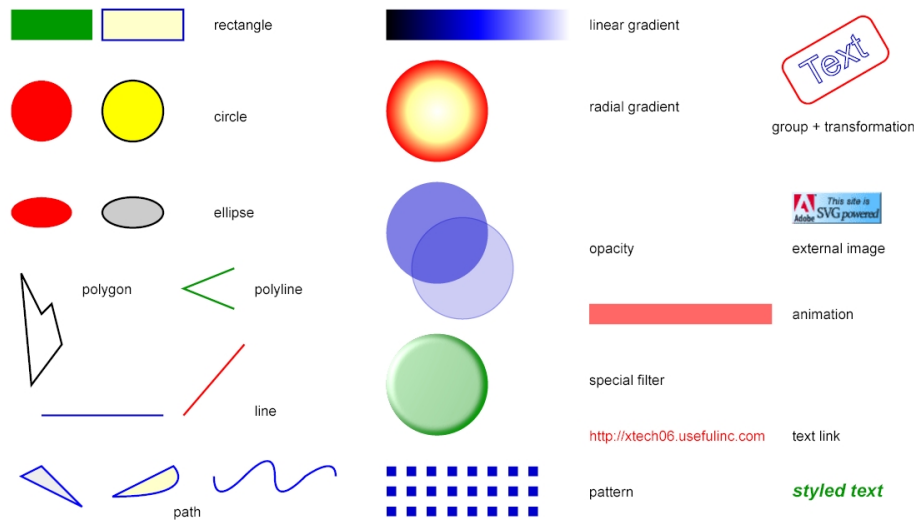 rectangle
linear gradient
Text
circle
radial gradient
group + transformation
ellipse
Adobe
This site is
SVG powered
opacity
external image
polygon
polyline
animation
special filter
line
http://xtech06.usefulinc.com
text link
path
pattern
styled text